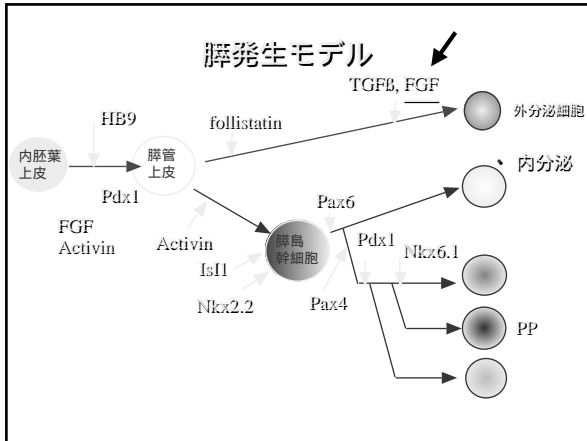 膵発生モデル
TGFß, FGF
外分泌細胞
HB9
follistatin
内胚葉
上皮
膵管
上皮
内分泌
Pdx1
Pax6
FGF
Activin
Activin
膵島
幹細胞
Pdx1
Nkx6.1
Isl1
Nkx2.2
Pax4
PP